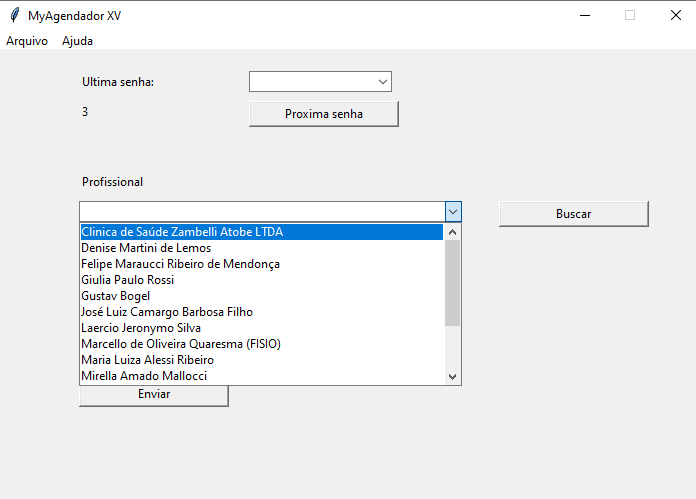 MyAgendador XV
Arquivo Ajuda
Ultima senha:
3
Proxima senha
Profissional
Buscar
Clinica de Saúde Zambelli Atobe LTDA
Denise Martini de Lemos
Felipe Maraucci Ribeiro de Mendonça
Giulia Paulo Rossi
Gustav Bogel
José Luiz Camargo Barbosa Filho
Laercio Jeronymo Silva
Marcello de Oliveira Quaresma (FISIO)
Maria Luiza Alessi Ribeiro
Mirella Amado Mallocci
Enviar